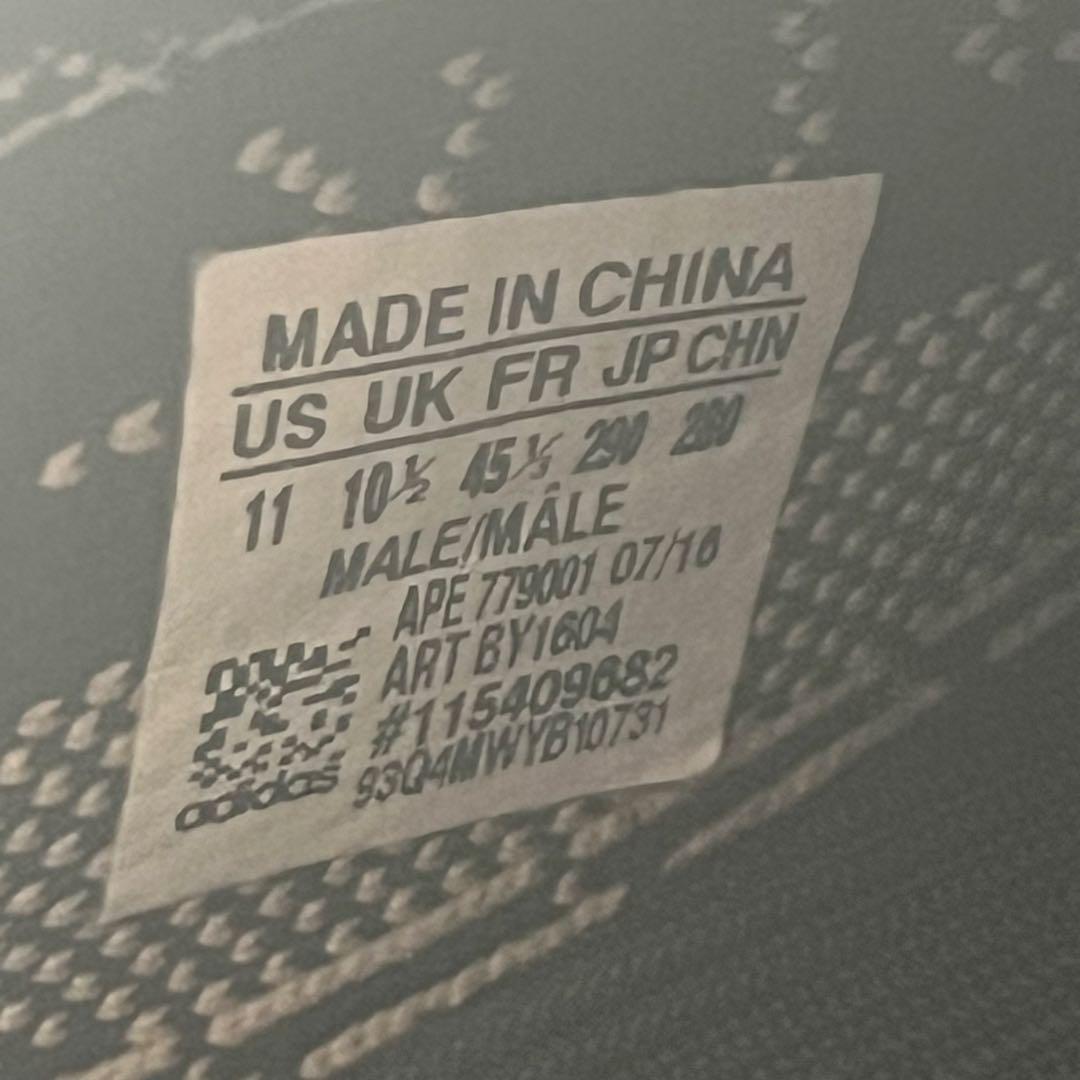 MADE IN CHINA
US UK FR JP CHN
11 10½ 45⅓ 290 280
MALE/MÂLE
APE 779001 07/16
ART BY1604
#115409682
93Q4MWYB10731
adidas